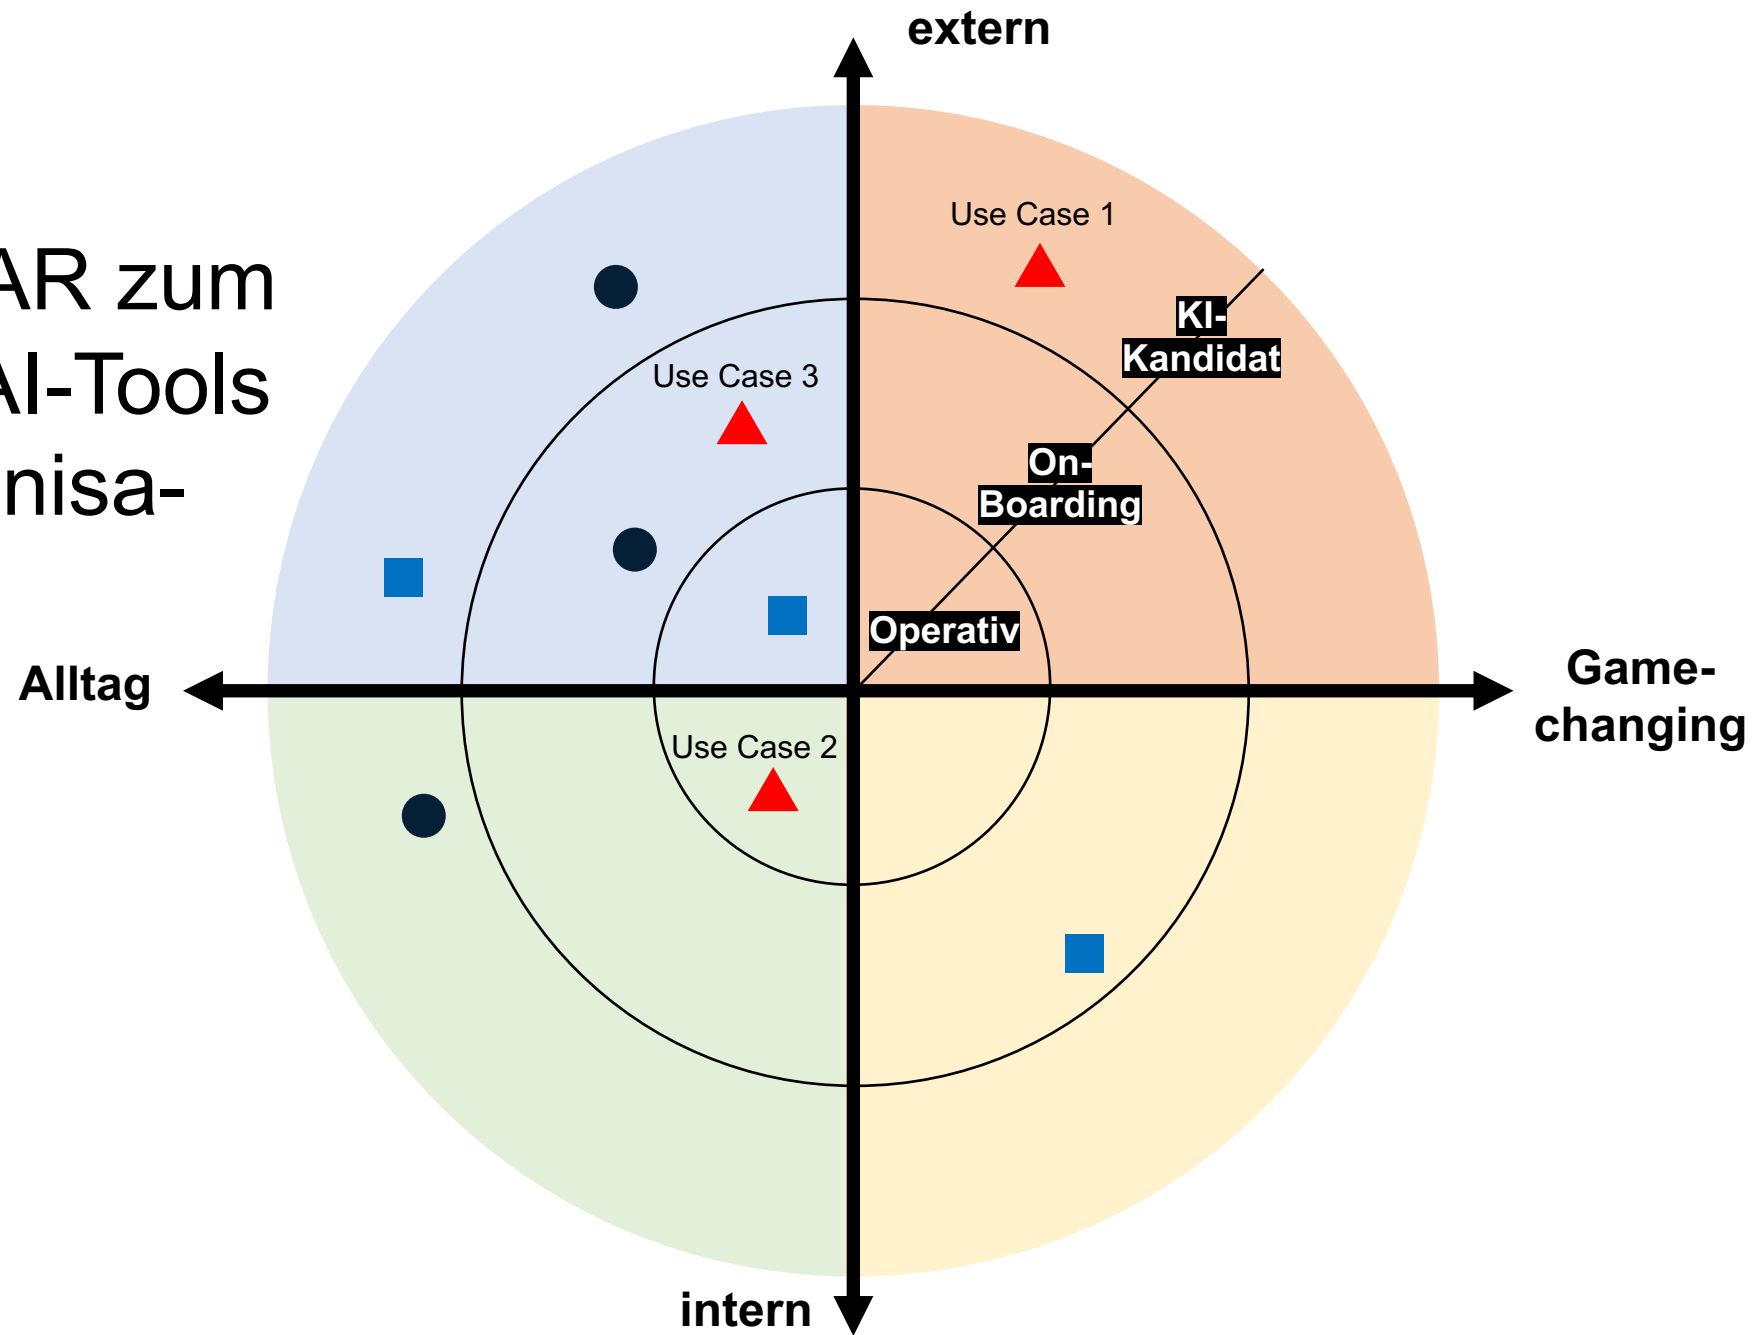 extern
Use Case 1
AR zum
AI-Tools
nisa-
KI-
Kandidat
Use Case 3
On-
Boarding
Operativ
Alltag
Game-
changing
Use Case 2
intern